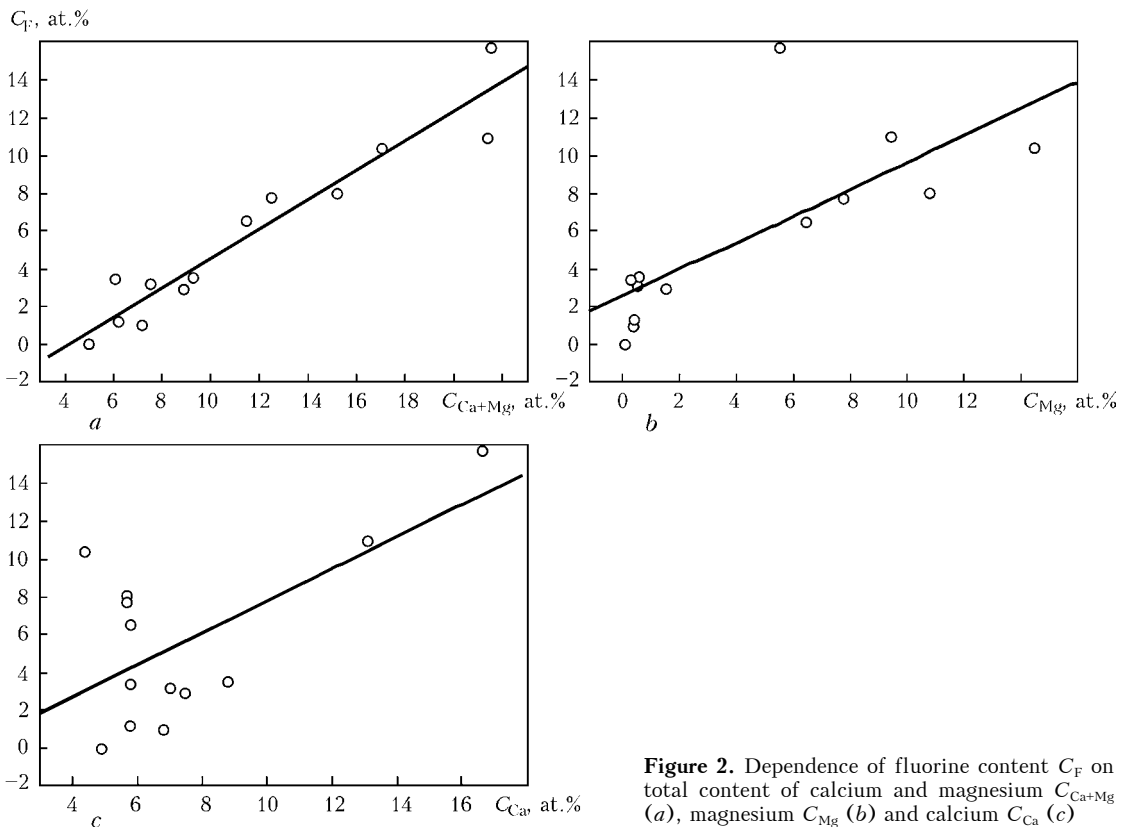 C_F, at.%
14
12
10
8
6
4
2
0
−2
4 6 8 10 12 14 16 18 C_Ca+Mg, at.%
a
14
12
10
8
6
4
2
0
−2
0 2 4 6 8 10 12 C_Mg, at.%
b
14
12
10
8
6
4
2
0
−2
4 6 8 10 12 14 16 C_Ca, at.%
c
Figure 2. Dependence of fluorine content C_F on
total content of calcium and magnesium C_Ca+Mg
(a), magnesium C_Mg (b) and calcium C_Ca (c)